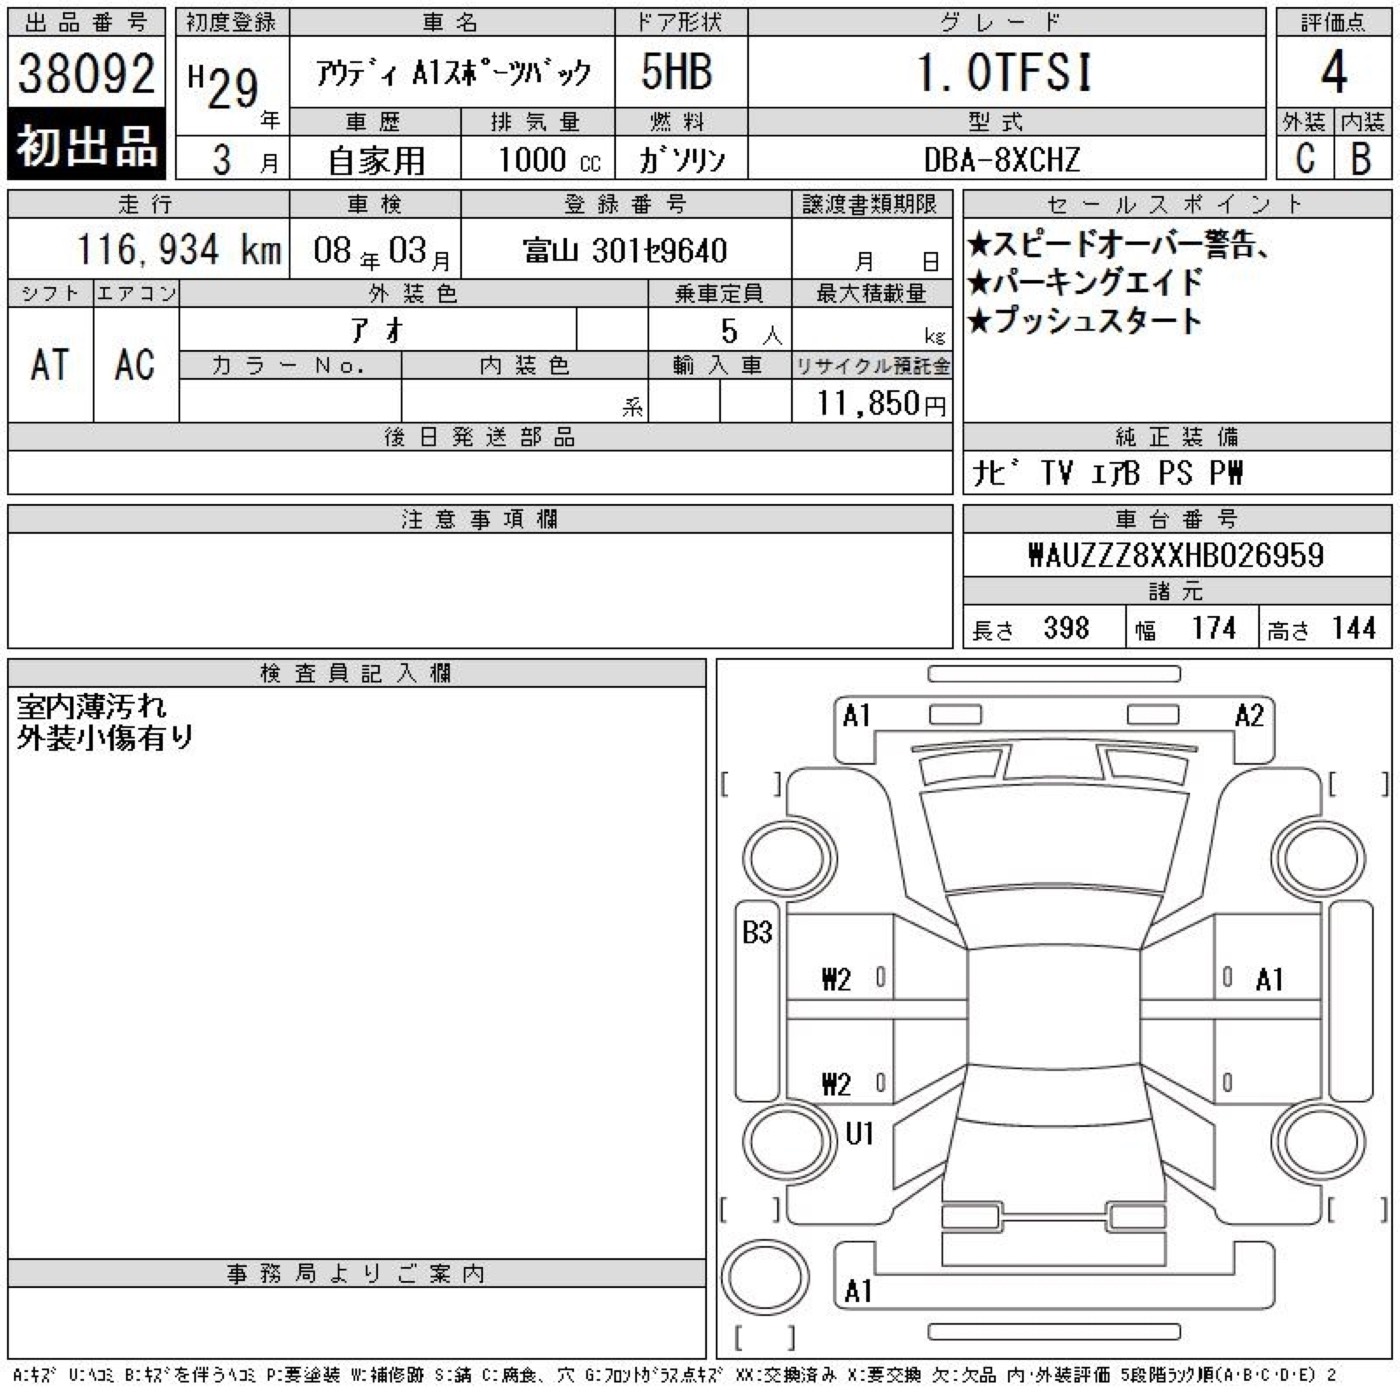 出品番号
38092
初出品
初度登録
H29年
3月
車名
ｱｳﾃﾞｨ A1ｽﾎﾟｰﾂﾊﾞｯｸ
ドア形状
5HB
グレード
1.0TFSI
評価点
4
車歴
自家用
排気量
1000 cc
燃料
ｶﾞｿﾘﾝ
型式
DBA-8XCHZ
外装 内装
C B
走行
116,934 km
車検
08年03月
登録番号
富山 301ｾ9640
譲渡書類期限
月 日
セールスポイント
★スピードオーバー警告、
★パーキングエイド
★プッシュスタート
シフト
AT
エアコン
AC
外装色
アオ
乗車定員
5人
最大積載量
kg
カラーNo.
内装色
系
輸入車
リサイクル預託金
11,850円
後日発送部品
純正装備
ﾅﾋﾞ TV ｴｱB PS PW
注意事項欄
車台番号
WAUZZZ8XXHB026959
諸元
長さ 398 幅 174 高さ 144
検査員記入欄
室内薄汚れ
外装小傷有り
事務局よりご案内
A1 A2
[ ] [ ]
B3
W2 A1
W2
U1
[ ] [ ]
A1
[ ]
A:ｷｽﾞ U:ﾍｺﾐ B:ｷｽﾞを伴うﾍｺﾐ P:要塗装 W:補修跡 S:錆 C:腐食、穴 G:ﾌﾛﾝﾄｶﾞﾗｽ点ｷｽﾞ XX:交換済み X:要交換 欠:欠品 内･外装評価 5段階ﾗﾝｸ順(A･B･C･D･E) 2